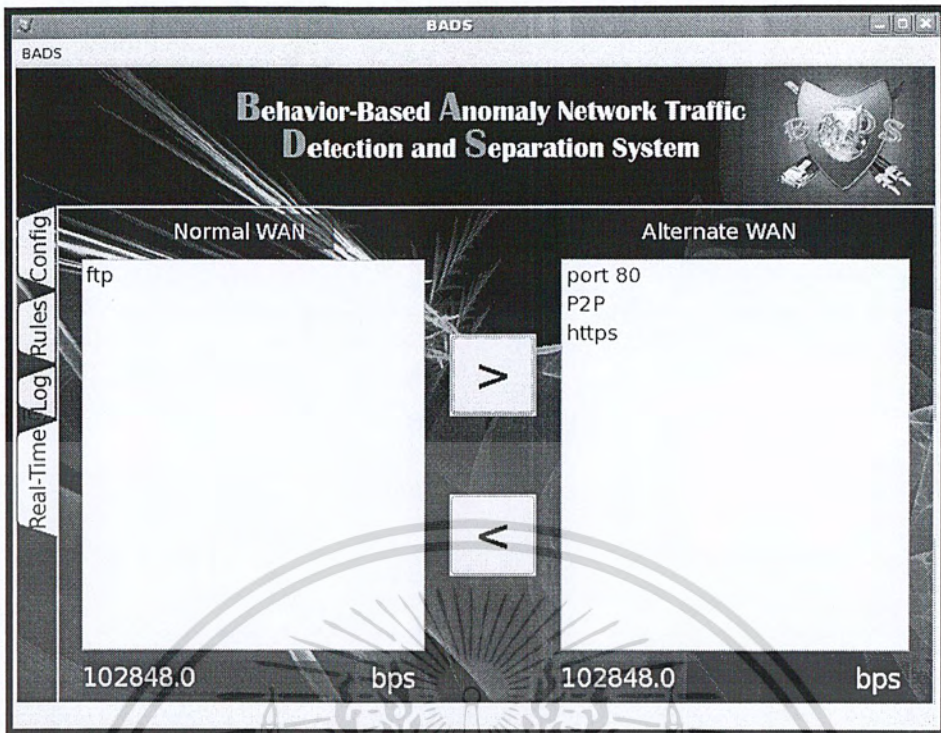 BADS
BADS
Behavior-Based Anomaly Network Traffic
Detection and Separation System
BADS
Config
Rules
Log
Real-Time
Normal WAN
ftp
>
<
Alternate WAN
port 80
P2P
https
102848.0 bps
102848.0 bps